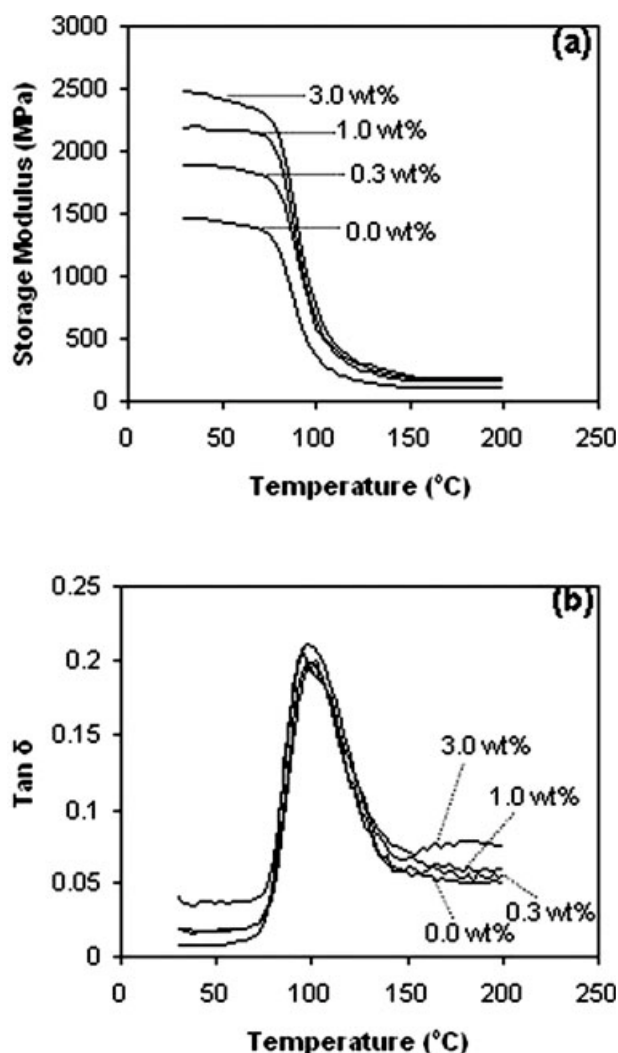 (a)
3000
2500
2000
1500
1000
500
0
Storage Modulus (MPa)
3.0 wt%
1.0 wt%
0.3 wt%
0.0 wt%
0 50 100 150 200 250
Temperature (°C)
(b)
0.25
0.2
0.15
0.1
0.05
0
Tan δ
3.0 wt%
1.0 wt%
0.3 wt%
0.0 wt%
0 50 100 150 200 250
Temperature (°C)